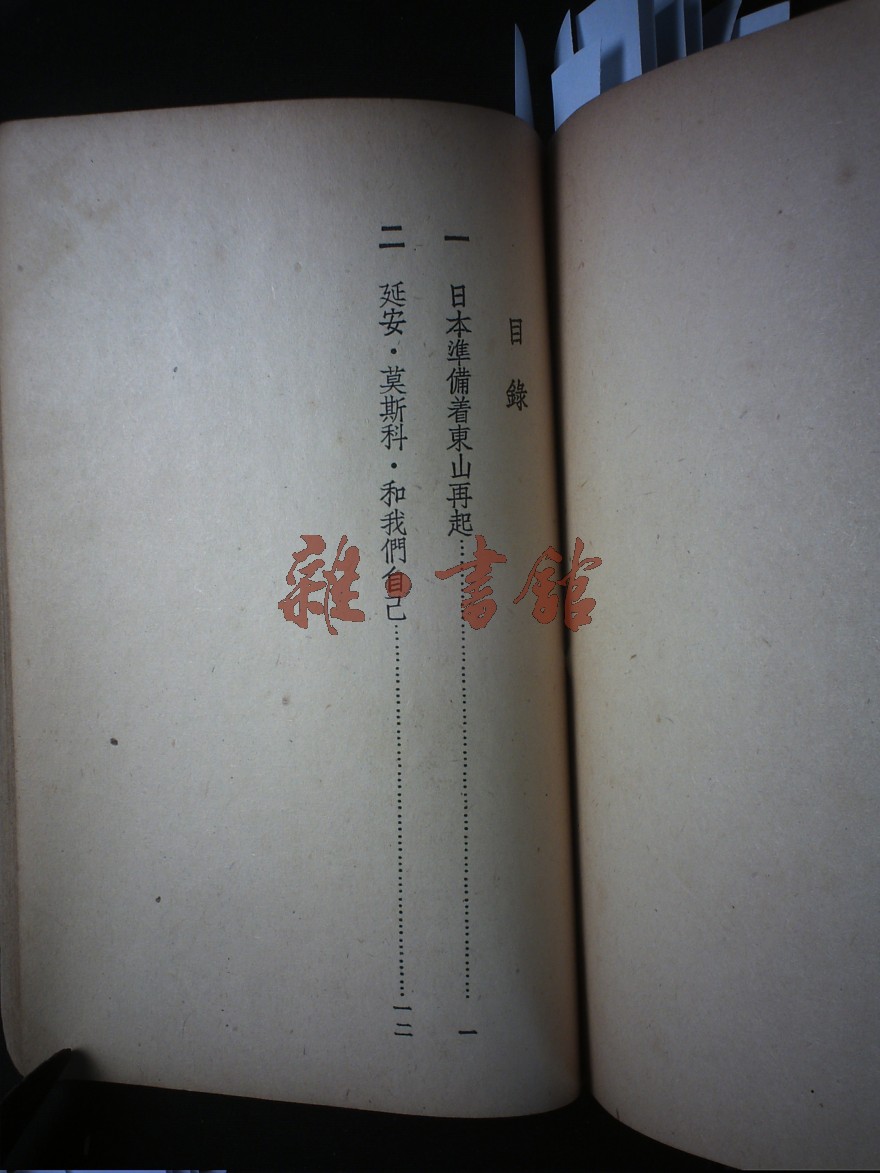 目錄
一 日本準備着東山再起……………………一
二 延安·莫斯科·和我們自己……………………一二
雜·書館